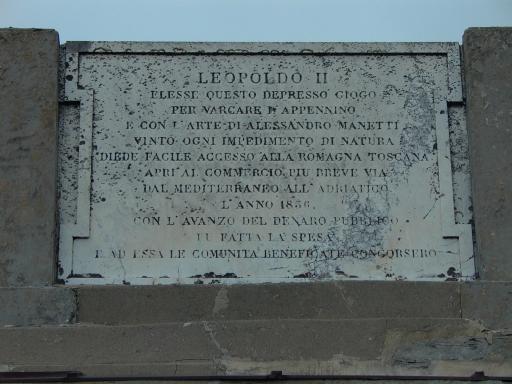 LEOPOLDO II
ELESSE QUESTO DEPRESSO GIOGO
PER VARCARE L'APPENNINO
E CON L'ARTE DI ALESSANDRO MANETTI
VINTO OGNI IMPEDIMENTO DI NATURA
DIEDE FACILE ACCESSO ALLA ROMAGNA TOSCANA
APRÌ AL COMMERCIO PIÙ BREVE VIA
DAL MEDITERRANEO ALL'ADRIATICO
L'ANNO 1836.
CON L'AVANZO DEL DENARO PUBBLICO
FU FATTA LA SPESA
E AD ESSA LE COMUNITÀ BENEFICATE CONCORSERO